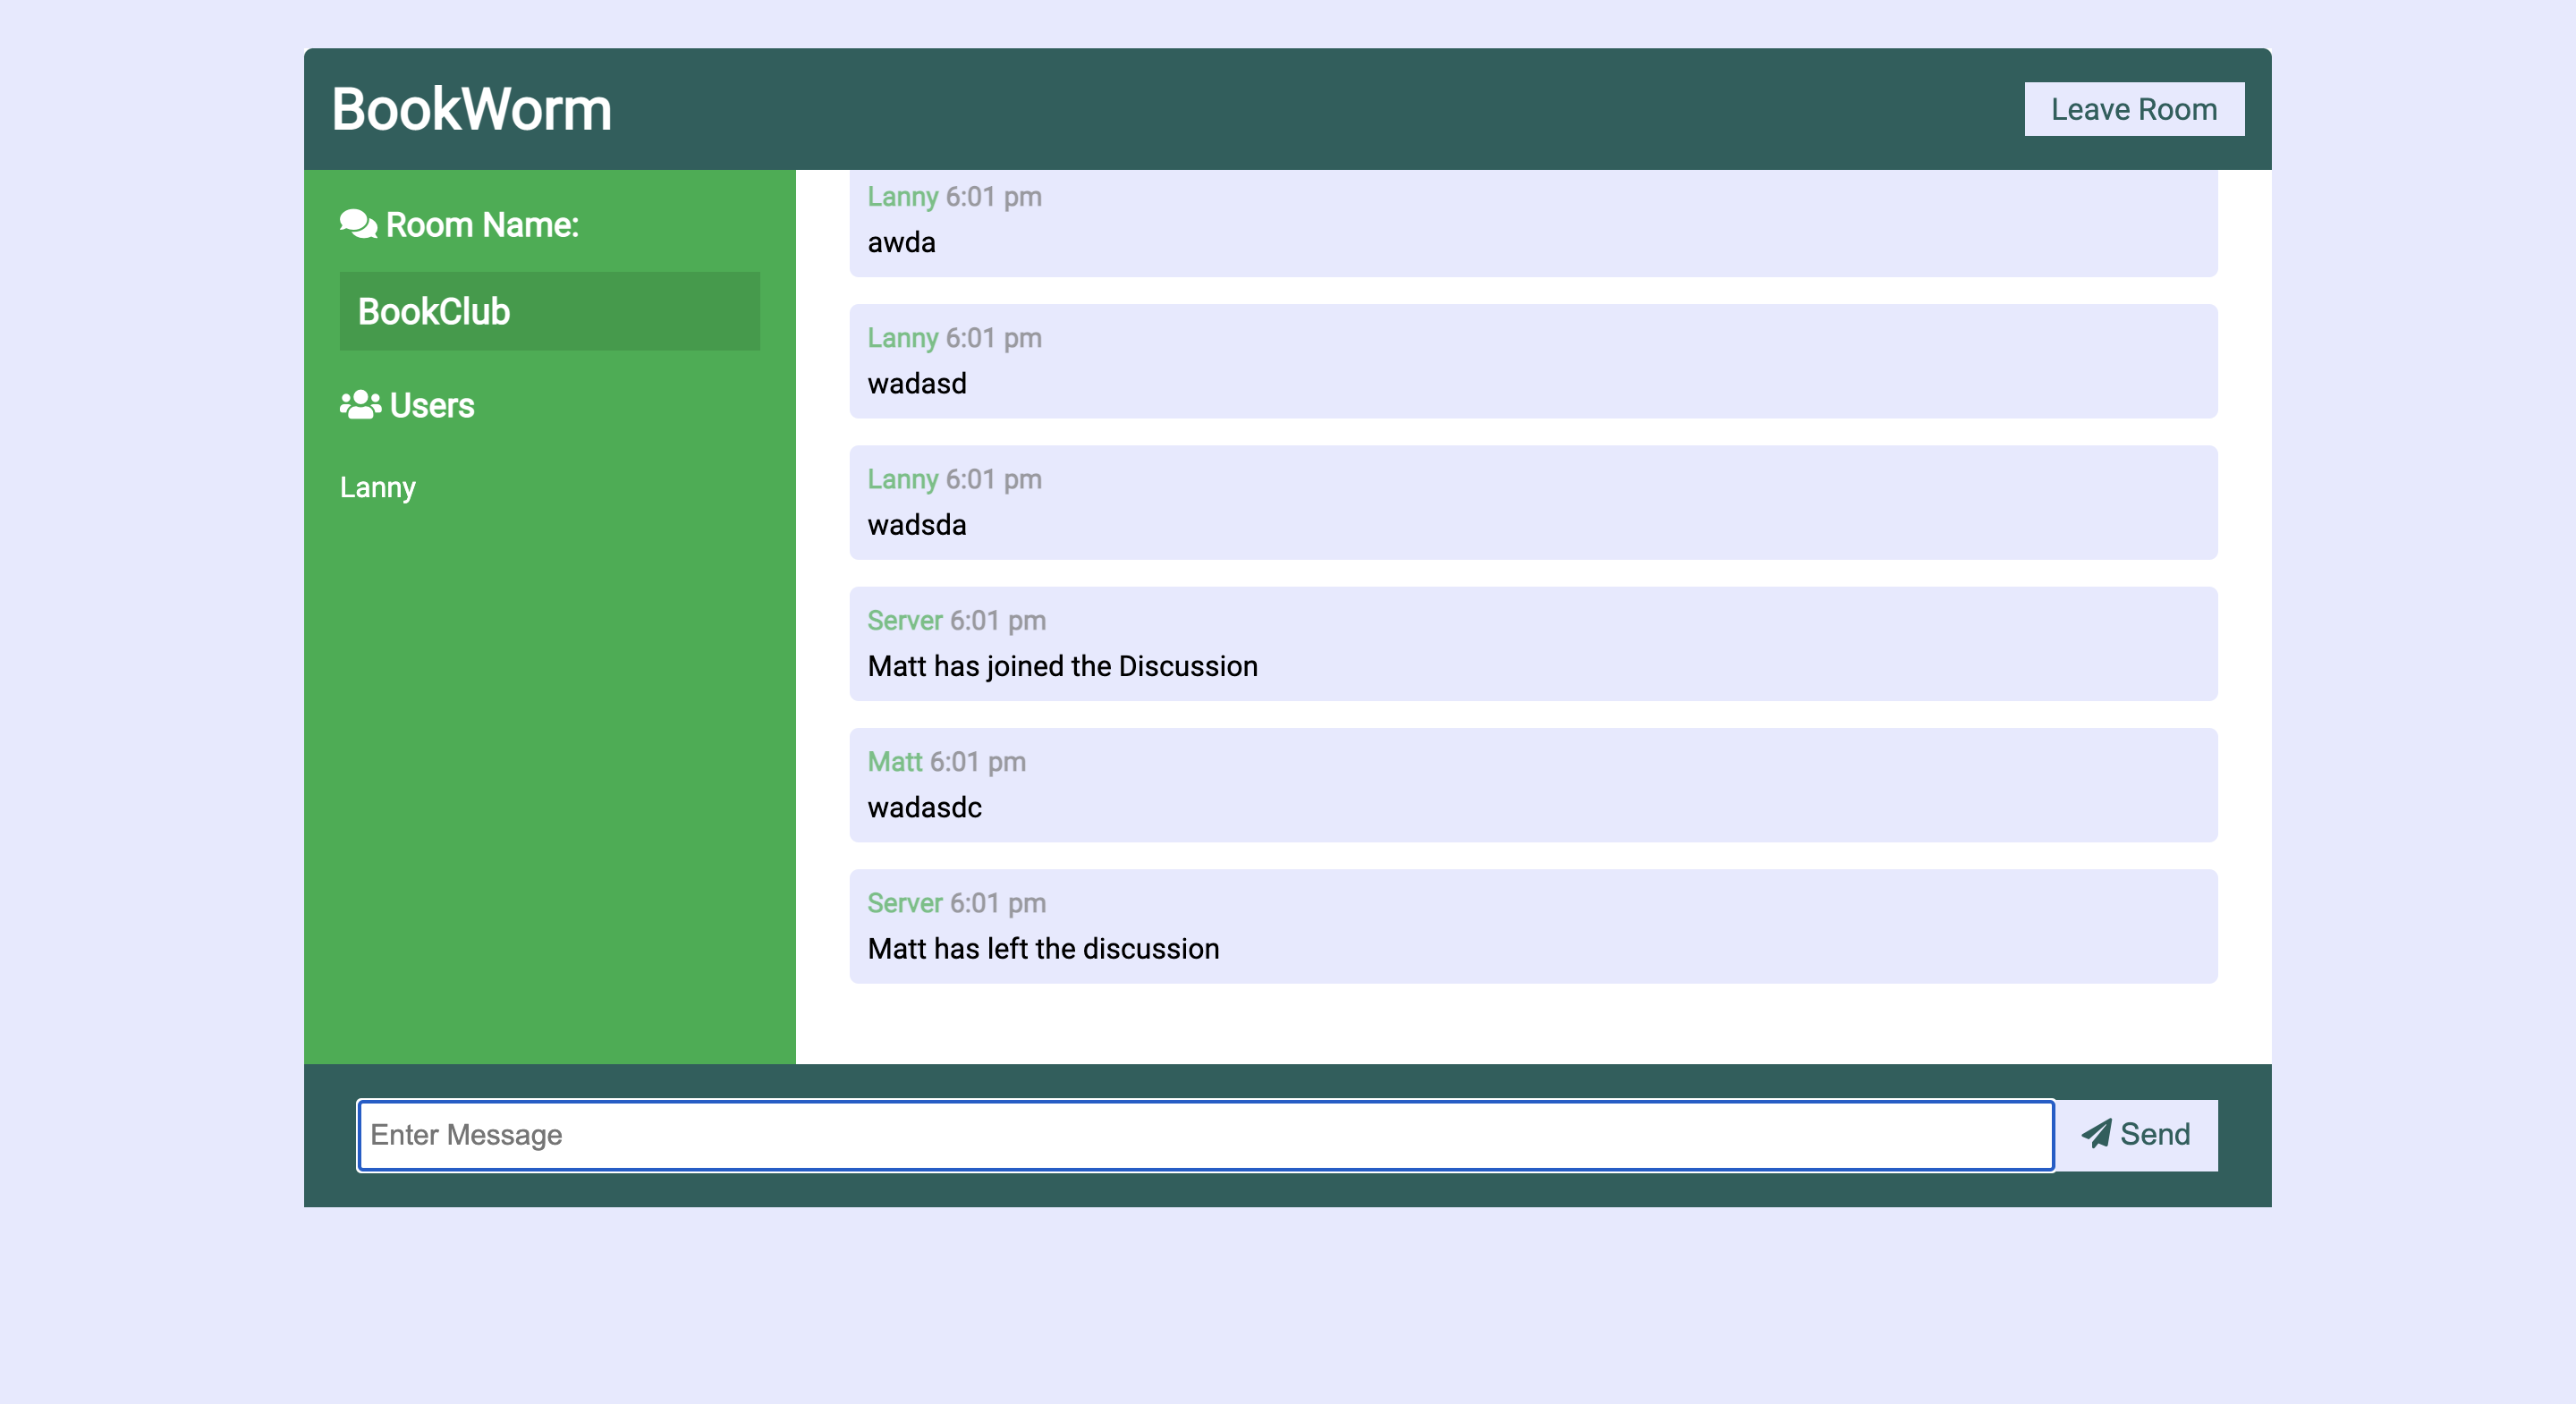 BookWorm
Leave Room
Room Name:
BookClub
Users
Lanny
Lanny 6:01 pm
awda
Lanny 6:01 pm
wadasd
Lanny 6:01 pm
wadsda
Server 6:01 pm
Matt has joined the Discussion
Matt 6:01 pm
wadasdc
Server 6:01 pm
Matt has left the discussion
Enter Message
Send